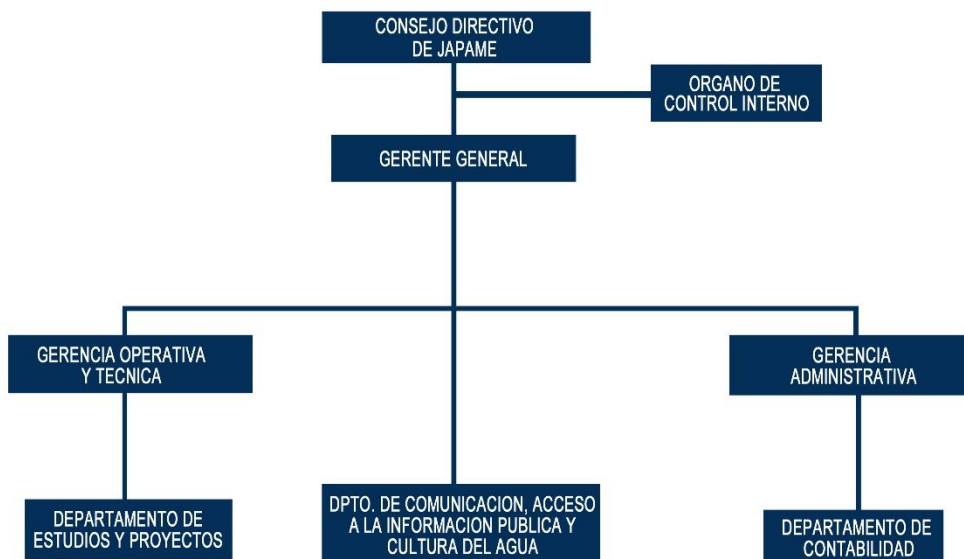 CONSEJO DIRECTIVO
DE JAPAME
ORGANO DE
CONTROL INTERNO
GERENTE GENERAL
GERENCIA OPERATIVA
Y TECNICA
GERENCIA
ADMINISTRATIVA
DEPARTAMENTO DE
ESTUDIOS Y PROYECTOS
DPTO. DE COMUNICACION, ACCESO
A LA INFORMACION PUBLICA Y
CULTURA DEL AGUA
DEPARTAMENTO DE
CONTABILIDAD